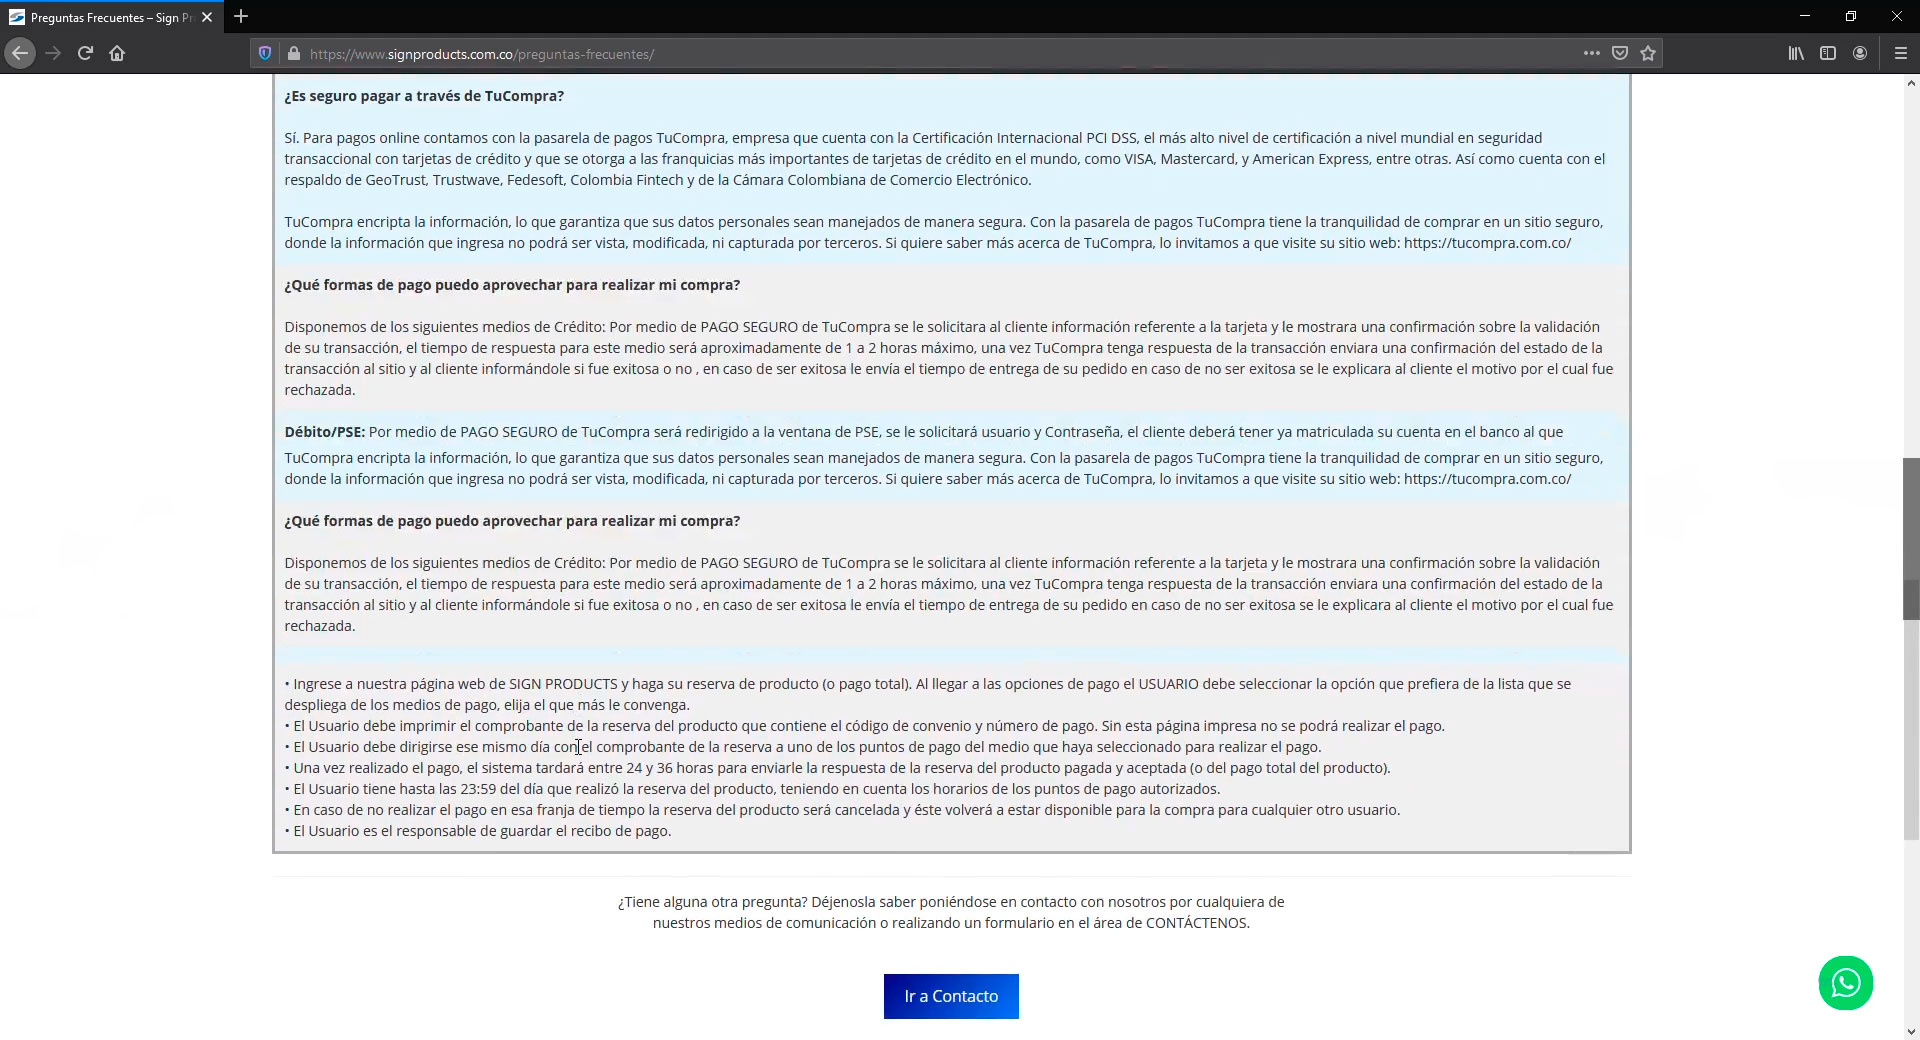 Preguntas Frecuentes – Sign Pr
https://www.signproducts.com.co/preguntas-frecuentes/
¿Es seguro pagar a través de TuCompra?
Sí. Para pagos online contamos con la pasarela de pagos TuCompra, empresa que cuenta con la Certificación Internacional PCI DSS, el más alto nivel de certificación a nivel mundial en seguridad
transaccional con tarjetas de crédito y que se otorga a las franquicias más importantes de tarjetas de crédito en el mundo, como VISA, Mastercard, y American Express, entre otras. Así como cuenta con el
respaldo de GeoTrust, Trustwave, Fedesoft, Colombia Fintech y de la Cámara Colombiana de Comercio Electrónico.
TuCompra encripta la información, lo que garantiza que sus datos personales sean manejados de manera segura. Con la pasarela de pagos TuCompra tiene la tranquilidad de comprar en un sitio seguro,
donde la información que ingresa no podrá ser vista, modificada, ni capturada por terceros. Si quiere saber más acerca de TuCompra, lo invitamos a que visite su sitio web: https://tucompra.com.co/
¿Qué formas de pago puedo aprovechar para realizar mi compra?
Disponemos de los siguientes medios de Crédito: Por medio de PAGO SEGURO de TuCompra se le solicitara al cliente información referente a la tarjeta y le mostrara una confirmación sobre la validación
de su transacción, el tiempo de respuesta para este medio será aproximadamente de 1 a 2 horas máximo, una vez TuCompra tenga respuesta de la transacción enviara una confirmación del estado de la
transacción al sitio y al cliente informándole si fue exitosa o no , en caso de ser exitosa le envía el tiempo de entrega de su pedido en caso de no ser exitosa se le explicara al cliente el motivo por el cual fue
rechazada.
Débito/PSE: Por medio de PAGO SEGURO de TuCompra será redirigido a la ventana de PSE, se le solicitará usuario y Contraseña, el cliente deberá tener ya matriculada su cuenta en el banco al que
TuCompra encripta la información, lo que garantiza que sus datos personales sean manejados de manera segura. Con la pasarela de pagos TuCompra tiene la tranquilidad de comprar en un sitio seguro,
donde la información que ingresa no podrá ser vista, modificada, ni capturada por terceros. Si quiere saber más acerca de TuCompra, lo invitamos a que visite su sitio web: https://tucompra.com.co/
¿Qué formas de pago puedo aprovechar para realizar mi compra?
Disponemos de los siguientes medios de Crédito: Por medio de PAGO SEGURO de TuCompra se le solicitara al cliente información referente a la tarjeta y le mostrara una confirmación sobre la validación
de su transacción, el tiempo de respuesta para este medio será aproximadamente de 1 a 2 horas máximo, una vez TuCompra tenga respuesta de la transacción enviara una confirmación del estado de la
transacción al sitio y al cliente informándole si fue exitosa o no , en caso de ser exitosa le envía el tiempo de entrega de su pedido en caso de no ser exitosa se le explicara al cliente el motivo por el cual fue
rechazada.
• Ingrese a nuestra página web de SIGN PRODUCTS y haga su reserva de producto (o pago total). Al llegar a las opciones de pago el USUARIO debe seleccionar la opción que prefiera de la lista que se
despliega de los medios de pago, elija el que más le convenga.
• El Usuario debe imprimir el comprobante de la reserva del producto que contiene el código de convenio y número de pago. Sin esta página impresa no se podrá realizar el pago.
• El Usuario debe dirigirse ese mismo día con el comprobante de la reserva a uno de los puntos de pago del medio que haya seleccionado para realizar el pago.
• Una vez realizado el pago, el sistema tardará entre 24 y 36 horas para enviarle la respuesta de la reserva del producto pagada y aceptada (o del pago total del producto).
• El Usuario tiene hasta las 23:59 del día que realizó la reserva del producto, teniendo en cuenta los horarios de los puntos de pago autorizados.
• En caso de no realizar el pago en esa franja de tiempo la reserva del producto será cancelada y éste volverá a estar disponible para la compra para cualquier otro usuario.
• El Usuario es el responsable de guardar el recibo de pago.
¿Tiene alguna otra pregunta? Déjenosla saber poniéndose en contacto con nosotros por cualquiera de
nuestros medios de comunicación o realizando un formulario en el área de CONTÁCTENOS.
Ir a Contacto